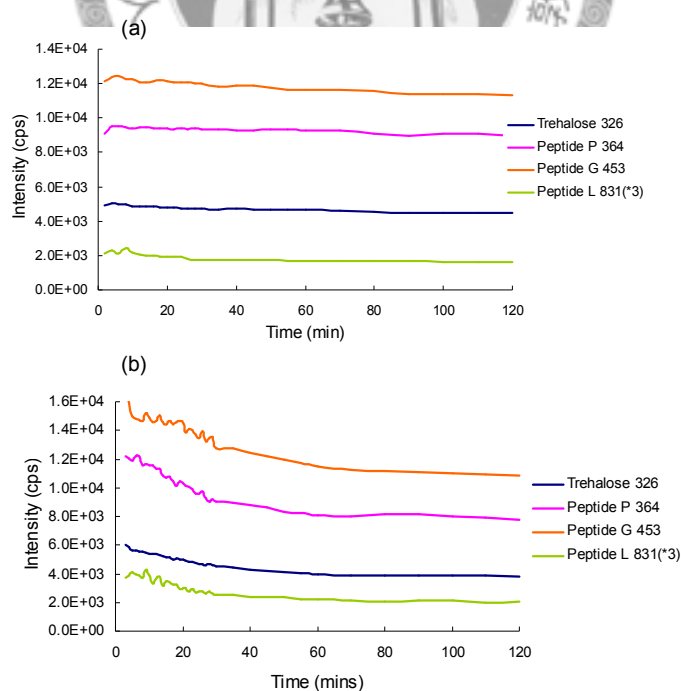 (a)
1.4E+04
1.2E+04
1.0E+04
8.0E+03
6.0E+03
4.0E+03
2.0E+03
0.0E+00
Intensity (cps)
0 20 40 60 80 100 120
Time (min)
Trehalose 326
Peptide P 364
Peptide G 453
Peptide L 831(*3)
(b)
1.6E+04
1.4E+04
1.2E+04
1.0E+04
8.0E+03
6.0E+03
4.0E+03
2.0E+03
0.0E+00
Intensity (cps)
0 20 40 60 80 100 120
Time (mins)
Trehalose 326
Peptide P 364
Peptide G 453
Peptide L 831(*3)